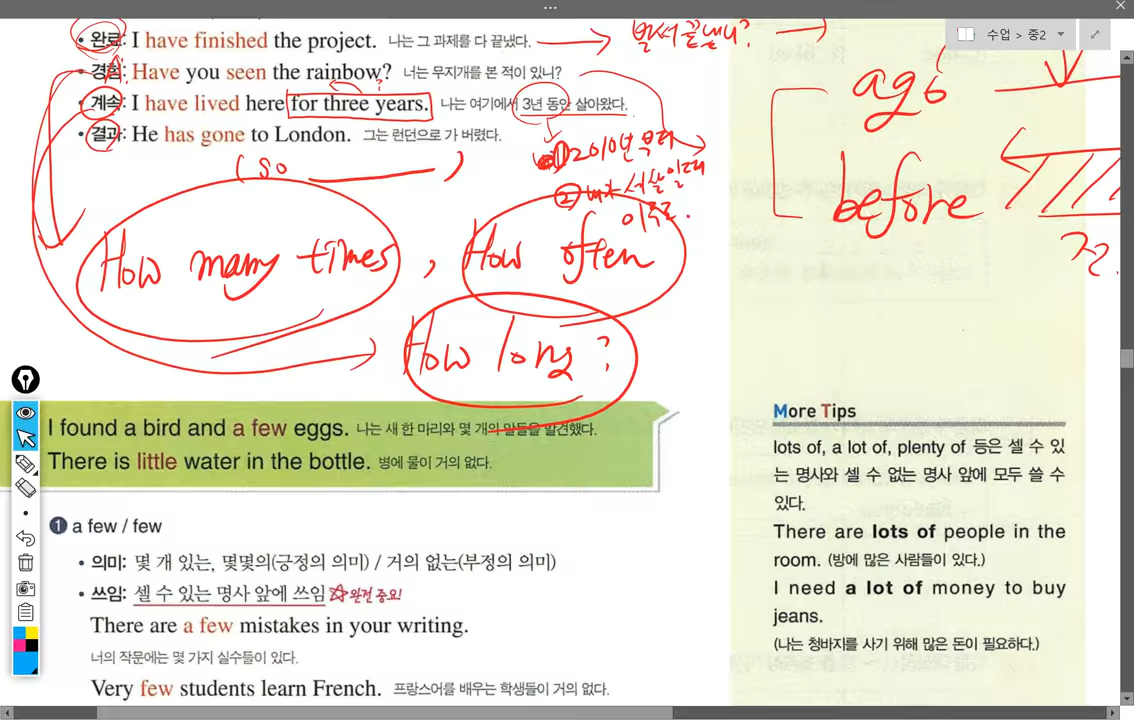 수업 > 중2
• 완료: I have finished the project. 나는 그 과제를 다 끝냈다.
벌써 끝냈니?
• 경험: Have you seen the rainbow? 너는 무지개를 본 적이 있니?
• 계속: I have lived here for three years. 나는 여기에서 3년 동안 살아왔다.
• 결과: He has gone to London. 그는 런던으로 가 버렸다.
(so )
① 2010년 부터
② 서살일때
이후로.
How many times, How often
How long?
ago
before
전.
I found a bird and a few eggs. 나는 새 한 마리와 몇 개의 알들을 발견했다.
There is little water in the bottle. 병에 물이 거의 없다.
1 a few / few
• 의미: 몇 개 있는, 몇몇의(긍정의 의미) / 거의 없는(부정의 의미)
• 쓰임: 셀 수 있는 명사 앞에 쓰임 ☆완전 중요!
There are a few mistakes in your writing.
너의 작문에는 몇 가지 실수들이 있다.
Very few students learn French. 프랑스어를 배우는 학생들이 거의 없다.
More Tips
lots of, a lot of, plenty of 등은 셀 수 있
는 명사와 셀 수 없는 명사 앞에 모두 쓸 수
있다.
There are lots of people in the
room. (방에 많은 사람들이 있다.)
I need a lot of money to buy
jeans.
(나는 청바지를 사기 위해 많은 돈이 필요하다.)